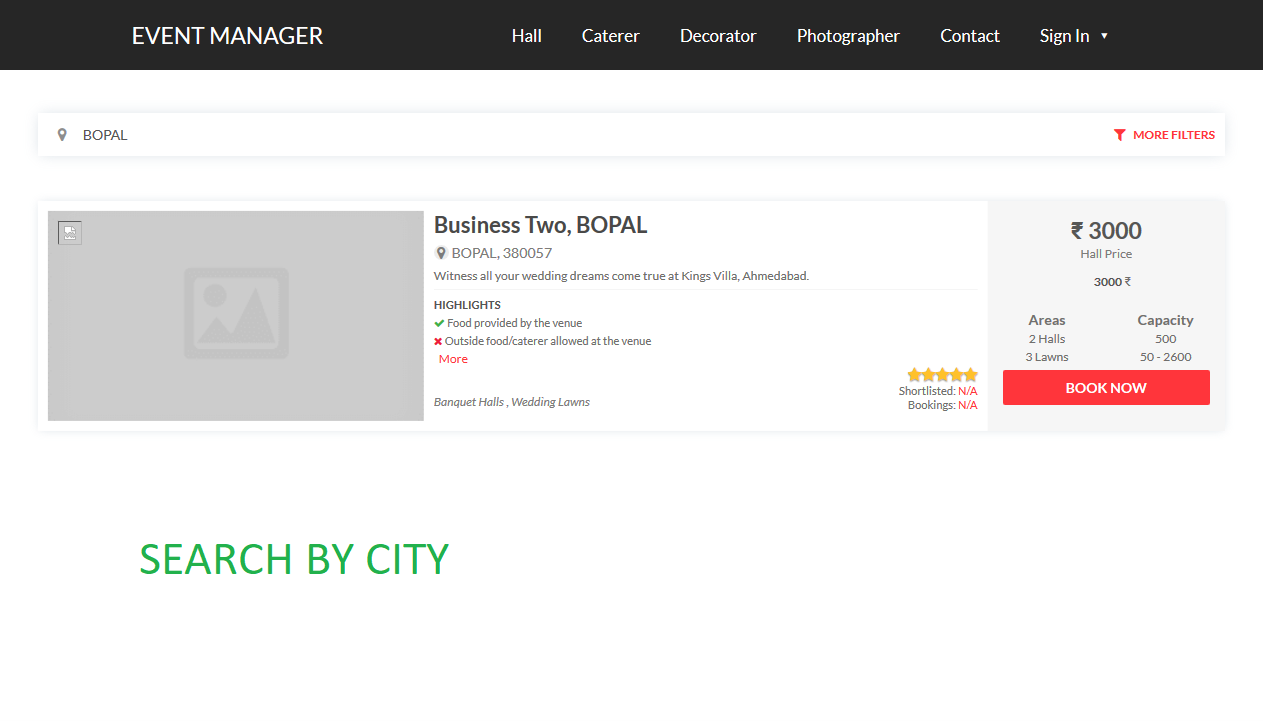 EVENT MANAGER
Hall Caterer Decorator Photographer Contact Sign In
BOPAL
MORE FILTERS
Business Two, BOPAL
BOPAL, 380057
Witness all your wedding dreams come true at Kings Villa, Ahmedabad.
HIGHLIGHTS
Food provided by the venue
Outside food/caterer allowed at the venue
More
Banquet Halls , Wedding Lawns
Shortlisted: N/A
Bookings: N/A
₹ 3000
Hall Price
3000 ₹
Areas Capacity
2 Halls 500
3 Lawns 50 - 2600
BOOK NOW
SEARCH BY CITY